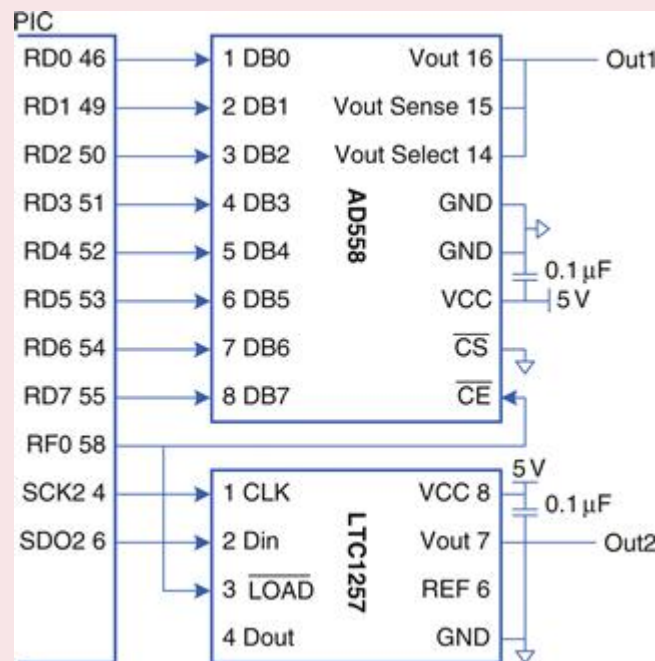 PIC
RD0 46
RD1 49
RD2 50
RD3 51
RD4 52
RD5 53
RD6 54
RD7 55
RF0 58
SCK2 4
SDO2 6
1 DB0
2 DB1
3 DB2
4 DB3
5 DB4
6 DB5
7 DB6
8 DB7
AD558
Vout 16
Vout Sense 15
Vout Select 14
GND
GND
VCC
CS
CE
Out1
0.1 μF
5 V
1 CLK
2 Din
3 LOAD
4 Dout
LTC1257
VCC 8
Vout 7
REF 6
GND
5 V
0.1 μF
Out2